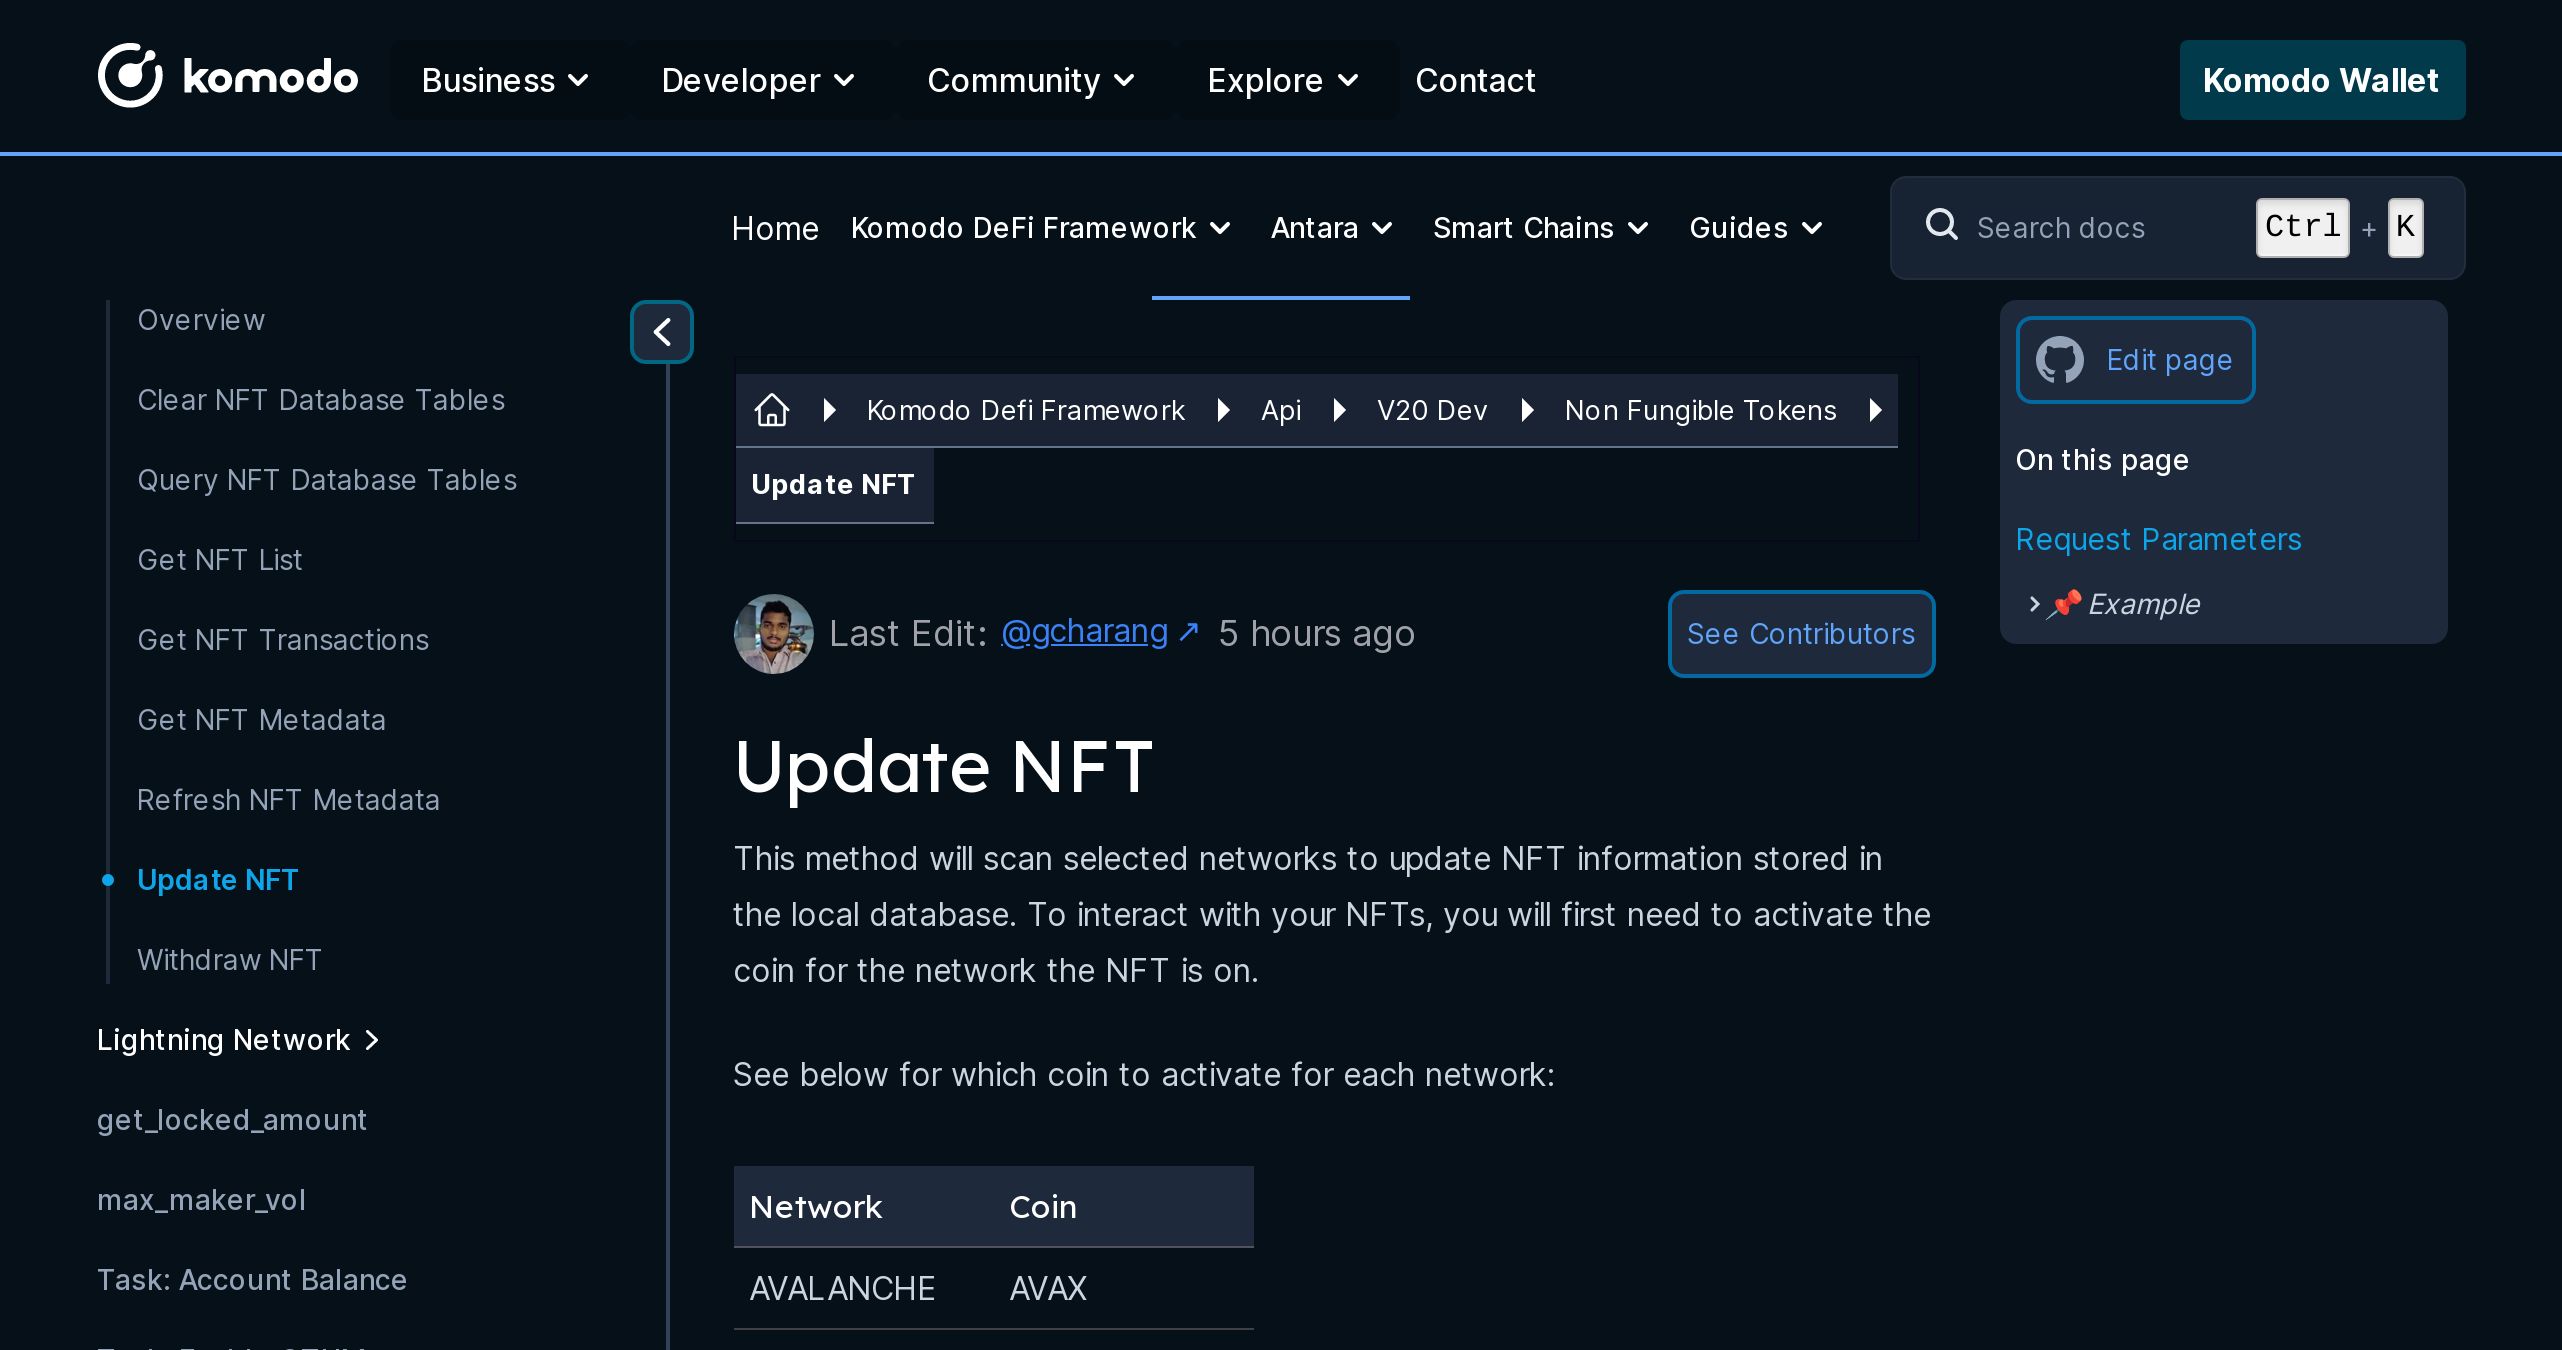 komodo
Business
Developer
Community
Explore
Contact
Komodo Wallet
Home
Komodo DeFi Framework
Antara
Smart Chains
Guides
Search docs
Ctrl + K
Overview
Clear NFT Database Tables
Query NFT Database Tables
Get NFT List
Get NFT Transactions
Get NFT Metadata
Refresh NFT Metadata
Update NFT
Withdraw NFT
Lightning Network
get_locked_amount
max_maker_vol
Task: Account Balance
Komodo Defi Framework
Api
V20 Dev
Non Fungible Tokens
Update NFT
Last Edit: @gcharang ↗ 5 hours ago
See Contributors
Update NFT
This method will scan selected networks to update NFT information stored in
the local database. To interact with your NFTs, you will first need to activate the
coin for the network the NFT is on.
See below for which coin to activate for each network:
Network Coin
AVALANCHE AVAX
Edit page
On this page
Request Parameters
📌 Example